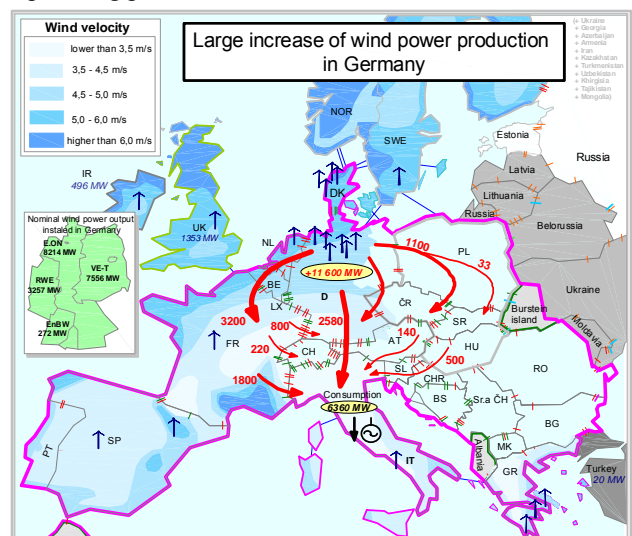 Wind velocity
lower than 3,5 m/s
3,5 - 4,5 m/s
4,5 - 5,0 m/s
5,0 - 6,0 m/s
higher than 6,0 m/s
Large increase of wind power production
in Germany
(+ Ukraine
+ Georgia
+ Azerbaijan
+ Armenia
+ Iran
+ Kazakhatan
+ Turkmenistan
+ Uzbekistan
+ Khirgisia
+ Tajikistan
+ Mongolia)
NOR
SWE
Estonia
Russia
Latvia
Lithuania
Russia
Belorussia
IR
496 MW
DK
UK
1353 MW
Nominal wind power output
instaled in Germany
E.ON
8214 MW
VE-T
7556 MW
RWE
3257 MW
EnBW
272 MW
NL
1100
PL
33
+11 600 MW
BE
D
LX
ČR
Burstein
island
Ukraine
3200
800
2580
140
SR
Moldavia
FR
220
CH
AT
HU
500
SL
RO
1800
CHR
Consumption
6360 MW
BS
Sr.a ČH
BG
SP
PT
MK
Albania
IT
GR
Turkey
20 MW